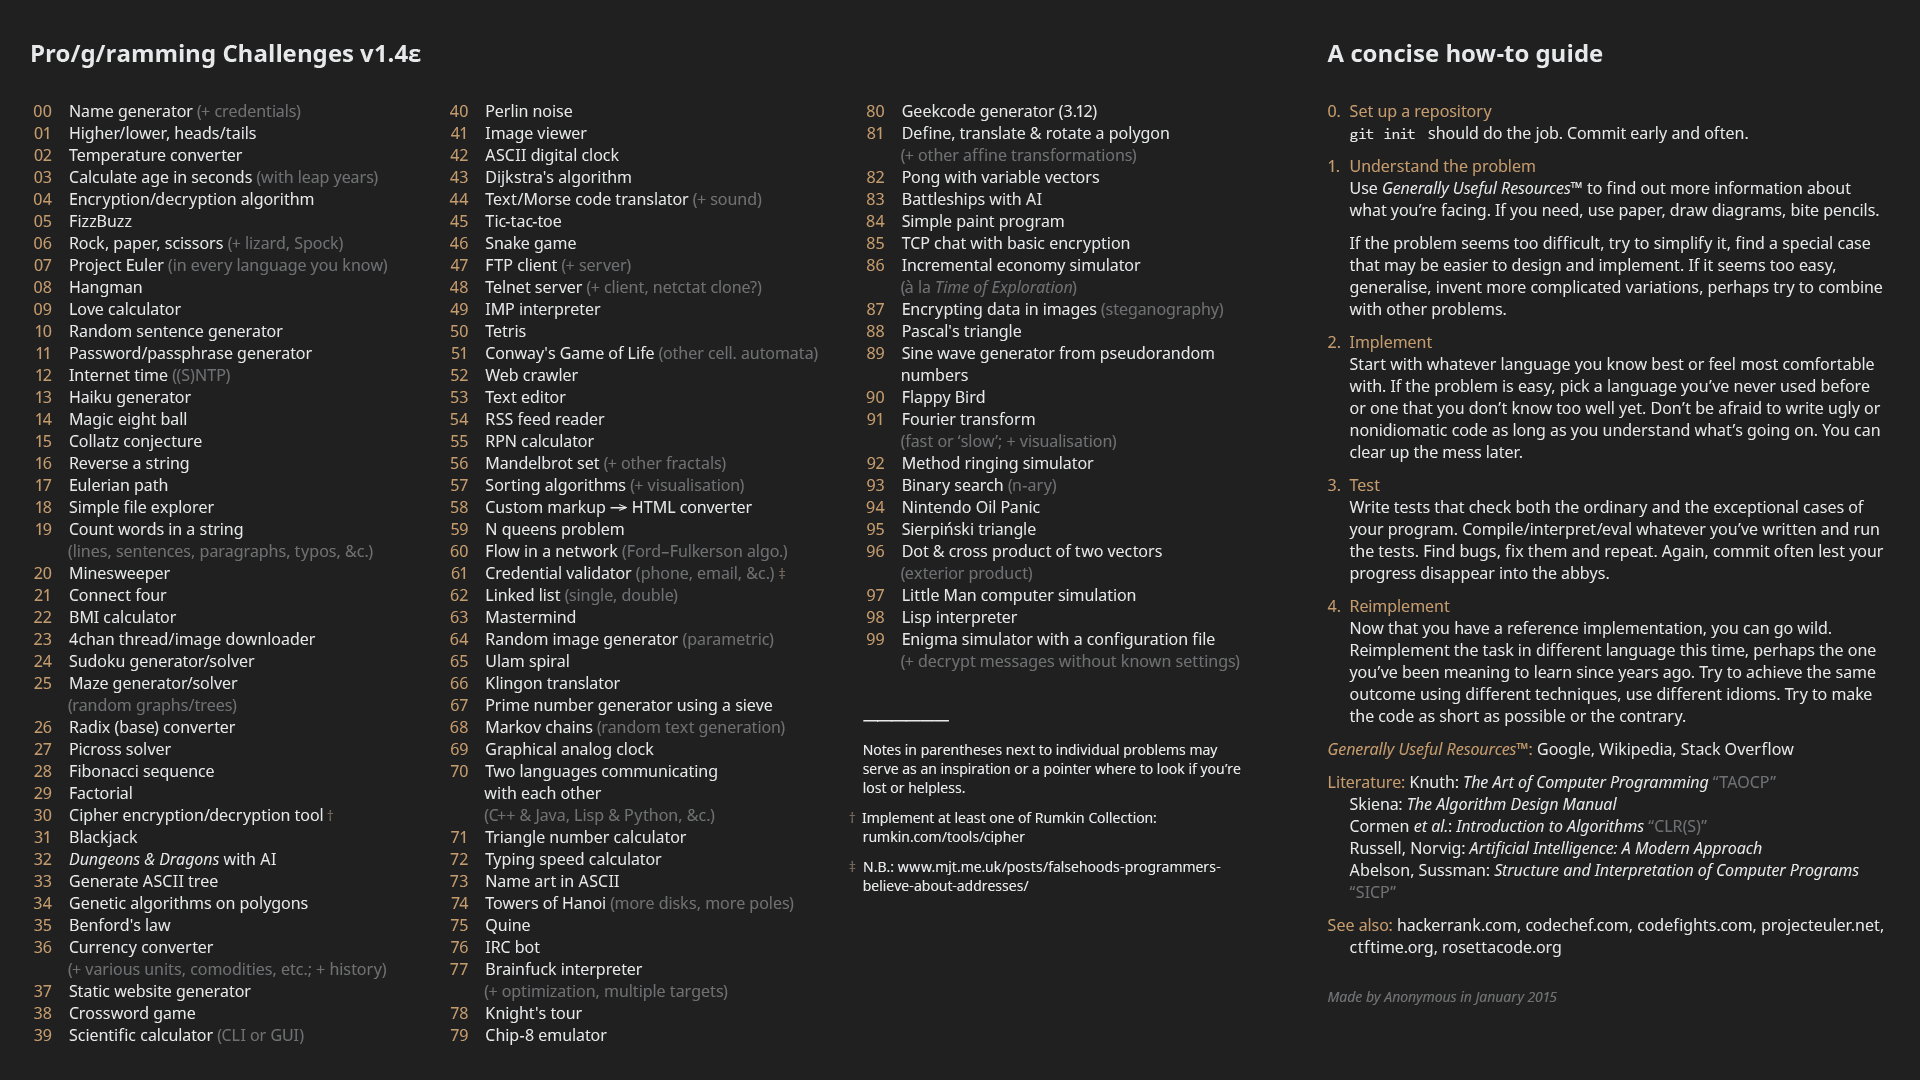 Pro/g/ramming Challenges v1.4ε
00 Name generator (+ credentials)
01 Higher/lower, heads/tails
02 Temperature converter
03 Calculate age in seconds (with leap years)
04 Encryption/decryption algorithm
05 FizzBuzz
06 Rock, paper, scissors (+ lizard, Spock)
07 Project Euler (in every language you know)
08 Hangman
09 Love calculator
10 Random sentence generator
11 Password/passphrase generator
12 Internet time ((S)NTP)
13 Haiku generator
14 Magic eight ball
15 Collatz conjecture
16 Reverse a string
17 Eulerian path
18 Simple file explorer
19 Count words in a string
(lines, sentences, paragraphs, typos, &c.)
20 Minesweeper
21 Connect four
22 BMI calculator
23 4chan thread/image downloader
24 Sudoku generator/solver
25 Maze generator/solver
(random graphs/trees)
26 Radix (base) converter
27 Picross solver
28 Fibonacci sequence
29 Factorial
30 Cipher encryption/decryption tool †
31 Blackjack
32 Dungeons & Dragons with AI
33 Generate ASCII tree
34 Genetic algorithms on polygons
35 Benford's law
36 Currency converter
(+ various units, comodities, etc.; + history)
37 Static website generator
38 Crossword game
39 Scientific calculator (CLI or GUI)
40 Perlin noise
41 Image viewer
42 ASCII digital clock
43 Dijkstra's algorithm
44 Text/Morse code translator (+ sound)
45 Tic-tac-toe
46 Snake game
47 FTP client (+ server)
48 Telnet server (+ client, netctat clone?)
49 IMP interpreter
50 Tetris
51 Conway's Game of Life (other cell. automata)
52 Web crawler
53 Text editor
54 RSS feed reader
55 RPN calculator
56 Mandelbrot set (+ other fractals)
57 Sorting algorithms (+ visualisation)
58 Custom markup → HTML converter
59 N queens problem
60 Flow in a network (Ford–Fulkerson algo.)
61 Credential validator (phone, email, &c.) ‡
62 Linked list (single, double)
63 Mastermind
64 Random image generator (parametric)
65 Ulam spiral
66 Klingon translator
67 Prime number generator using a sieve
68 Markov chains (random text generation)
69 Graphical analog clock
70 Two languages communicating
with each other
(C++ & Java, Lisp & Python, &c.)
71 Triangle number calculator
72 Typing speed calculator
73 Name art in ASCII
74 Towers of Hanoi (more disks, more poles)
75 Quine
76 IRC bot
77 Brainfuck interpreter
(+ optimization, multiple targets)
78 Knight's tour
79 Chip-8 emulator
80 Geekcode generator (3.12)
81 Define, translate & rotate a polygon
(+ other affine transformations)
82 Pong with variable vectors
83 Battleships with AI
84 Simple paint program
85 TCP chat with basic encryption
86 Incremental economy simulator
(à la Time of Exploration)
87 Encrypting data in images (steganography)
88 Pascal's triangle
89 Sine wave generator from pseudorandom
numbers
90 Flappy Bird
91 Fourier transform
(fast or ‘slow’; + visualisation)
92 Method ringing simulator
93 Binary search (n-ary)
94 Nintendo Oil Panic
95 Sierpiński triangle
96 Dot & cross product of two vectors
(exterior product)
97 Little Man computer simulation
98 Lisp interpreter
99 Enigma simulator with a configuration file
(+ decrypt messages without known settings)
Notes in parentheses next to individual problems may
serve as an inspiration or a pointer where to look if you’re
lost or helpless.
† Implement at least one of Rumkin Collection:
rumkin.com/tools/cipher
‡ N.B.: www.mjt.me.uk/posts/falsehoods-programmers-
believe-about-addresses/
A concise how-to guide
0. Set up a repository
git init should do the job. Commit early and often.
1. Understand the problem
Use Generally Useful Resources™ to find out more information about
what you’re facing. If you need, use paper, draw diagrams, bite pencils.
If the problem seems too difficult, try to simplify it, find a special case
that may be easier to design and implement. If it seems too easy,
generalise, invent more complicated variations, perhaps try to combine
with other problems.
2. Implement
Start with whatever language you know best or feel most comfortable
with. If the problem is easy, pick a language you’ve never used before
or one that you don’t know too well yet. Don’t be afraid to write ugly or
nonidiomatic code as long as you understand what’s going on. You can
clear up the mess later.
3. Test
Write tests that check both the ordinary and the exceptional cases of
your program. Compile/interpret/eval whatever you’ve written and run
the tests. Find bugs, fix them and repeat. Again, commit often lest your
progress disappear into the abbys.
4. Reimplement
Now that you have a reference implementation, you can go wild.
Reimplement the task in different language this time, perhaps the one
you’ve been meaning to learn since years ago. Try to achieve the same
outcome using different techniques, use different idioms. Try to make
the code as short as possible or the contrary.
Generally Useful Resources™: Google, Wikipedia, Stack Overflow
Literature: Knuth: The Art of Computer Programming “TAOCP”
Skiena: The Algorithm Design Manual
Cormen et al.: Introduction to Algorithms “CLR(S)”
Russell, Norvig: Artificial Intelligence: A Modern Approach
Abelson, Sussman: Structure and Interpretation of Computer Programs
“SICP”
See also: hackerrank.com, codechef.com, codefights.com, projecteuler.net,
ctftime.org, rosettacode.org
Made by Anonymous in January 2015